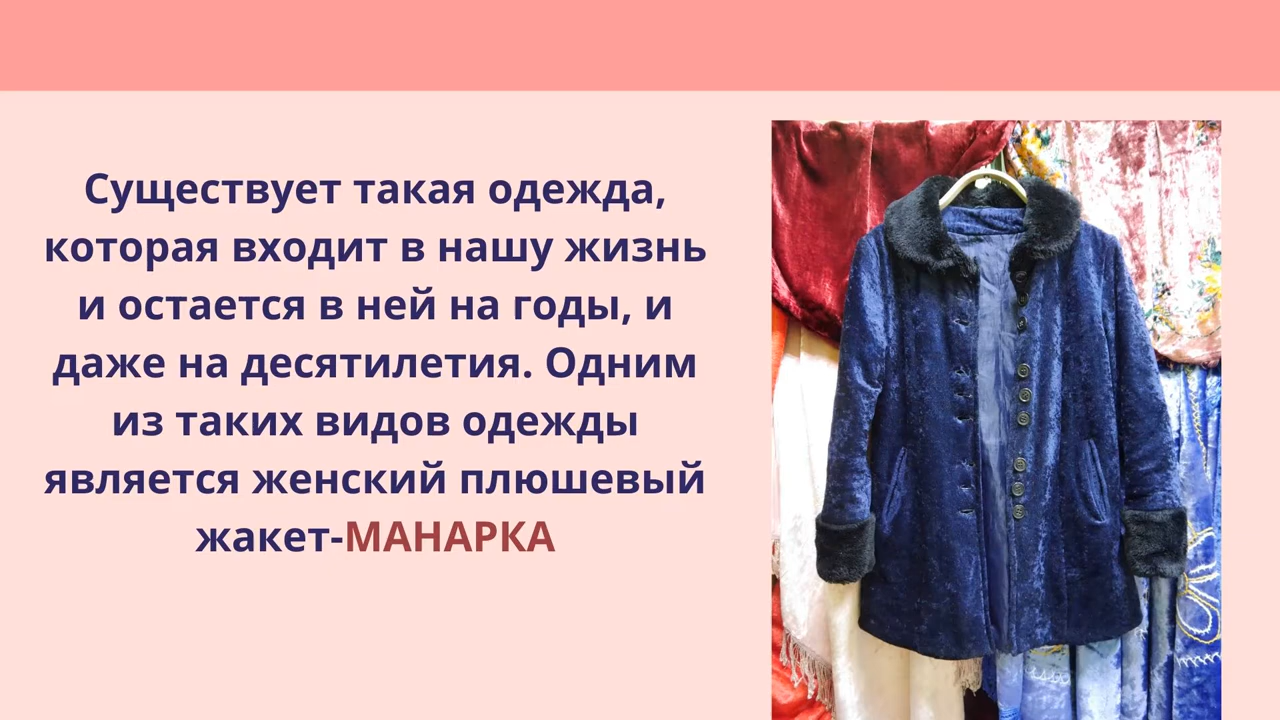 Существует такая одежда,
которая входит в нашу жизнь
и остается в ней на годы, и
даже на десятилетия. Одним
из таких видов одежды
является женский плюшевый
жакет-МАНАРКА